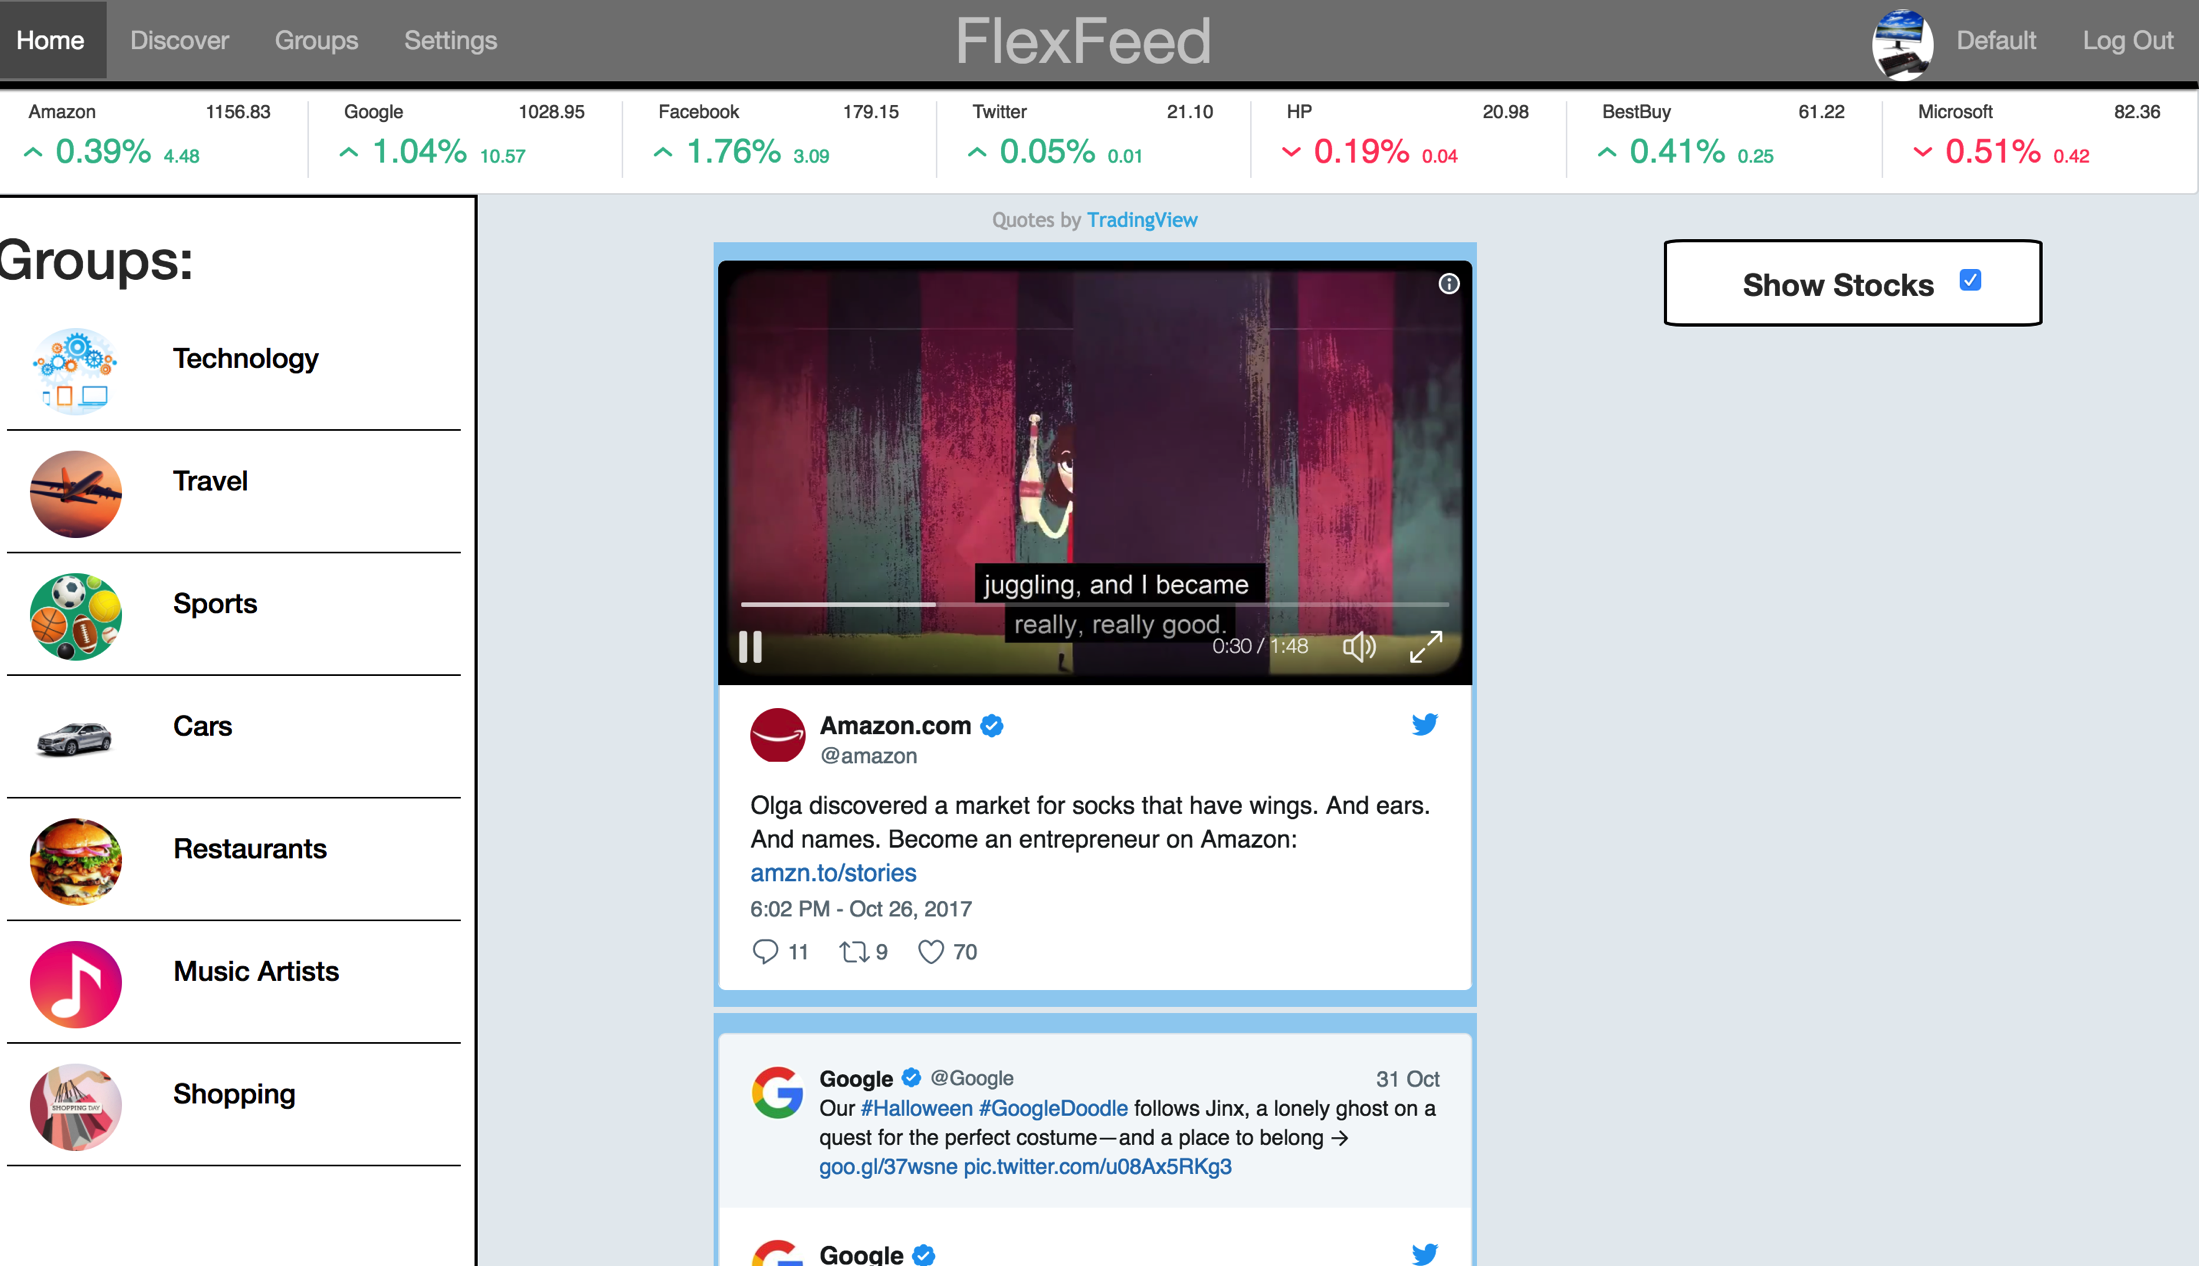 Home Discover Groups Settings FlexFeed Default Log Out
Amazon 1156.83 Google 1028.95 Facebook 179.15 Twitter 21.10 HP 20.98 BestBuy 61.22 Microsoft 82.36
0.39% 4.48 1.04% 10.57 1.76% 3.09 0.05% 0.01 0.19% 0.04 0.41% 0.25 0.51% 0.42
Quotes by TradingView
Groups:
Technology
Travel
Sports
Cars
Restaurants
Music Artists
SHOPPING DAY
Shopping
juggling, and I became
really, really good.
0:30 / 1:48
Amazon.com
@amazon
Olga discovered a market for socks that have wings. And ears.
And names. Become an entrepreneur on Amazon:
amzn.to/stories
6:02 PM - Oct 26, 2017
11 9 70
Google @Google 31 Oct
Our #Halloween #GoogleDoodle follows Jinx, a lonely ghost on a
quest for the perfect costume—and a place to belong →
goo.gl/37wsne pic.twitter.com/u08Ax5RKg3
Google
Show Stocks